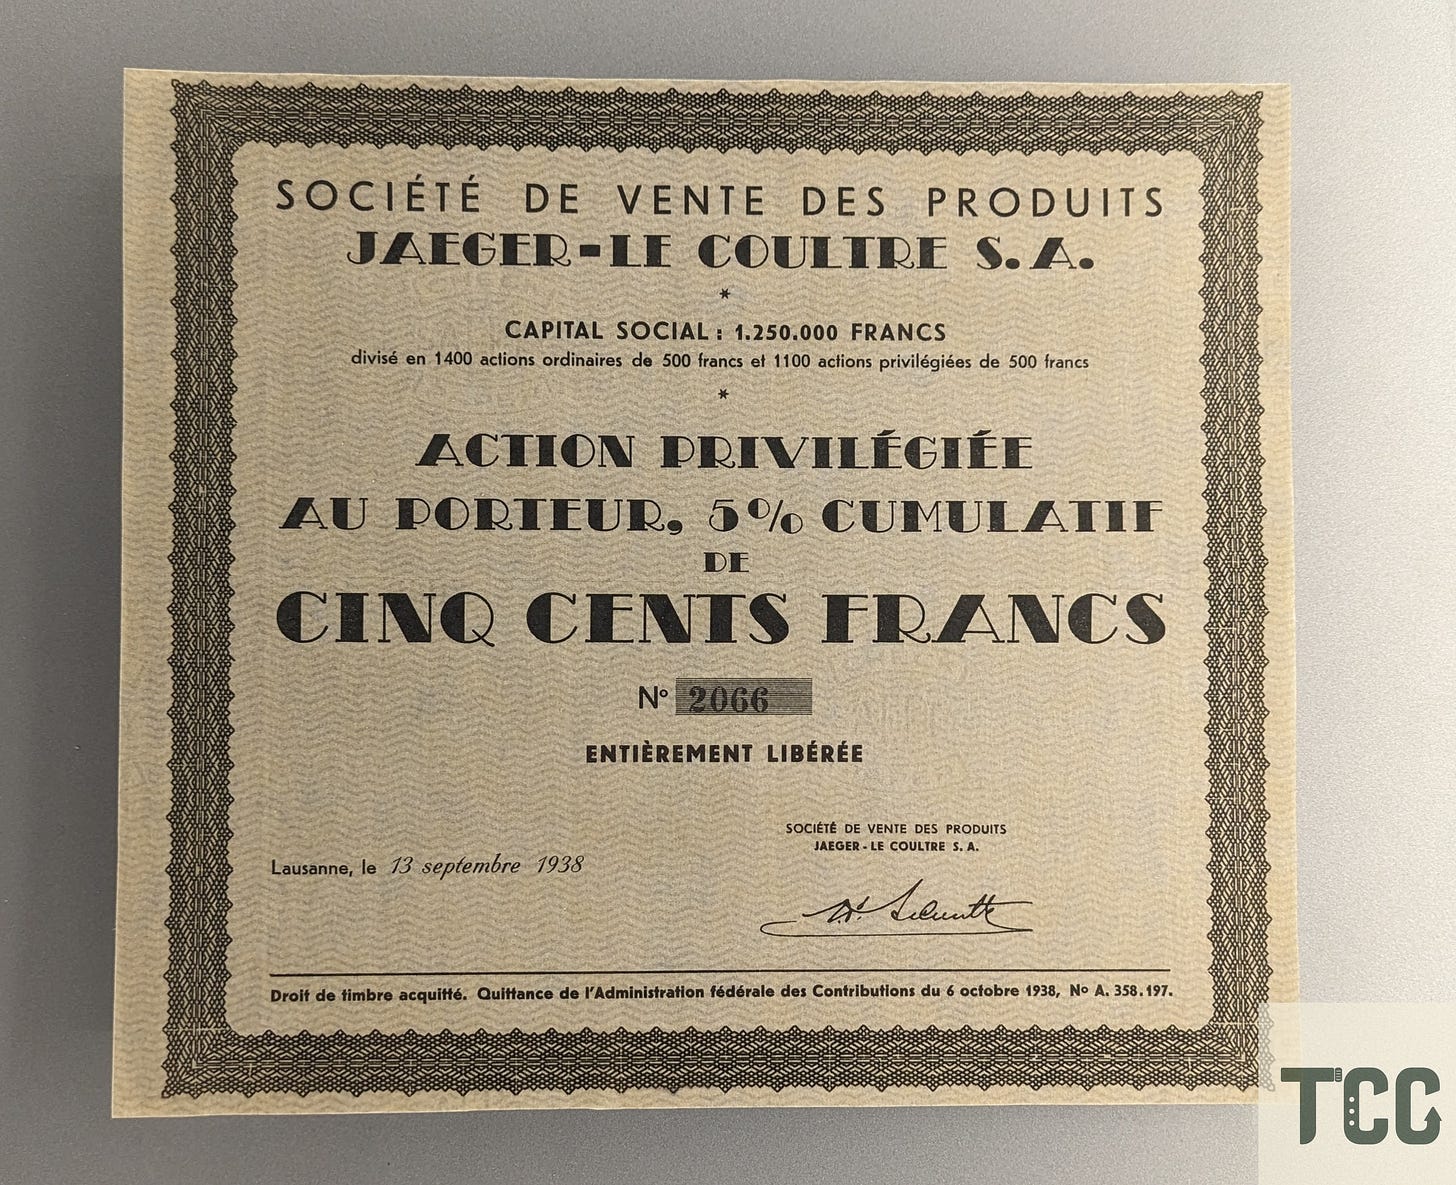 SOCIÉTÉ DE VENTE DES PRODUITS
JAEGER-LE COULTRE S.A.
*
CAPITAL SOCIAL : 1.250.000 FRANCS
divisé en 1400 actions ordinaires de 500 francs et 1100 actions privilégiées de 500 francs
*
ACTION PRIVILÉGIÉE
AU PORTEUR, 5% CUMULATIF
DE
CINQ CENTS FRANCS
Nº 2066
ENTIÈREMENT LIBÉRÉE
SOCIÉTÉ DE VENTE DES PRODUITS
JAEGER-LE COULTRE S. A.
Lausanne, le 13 septembre 1938
Droit de timbre acquitté. Quittance de l'Administration fédérale des Contributions du 6 octobre 1938, Nº A. 358.197.
TCC